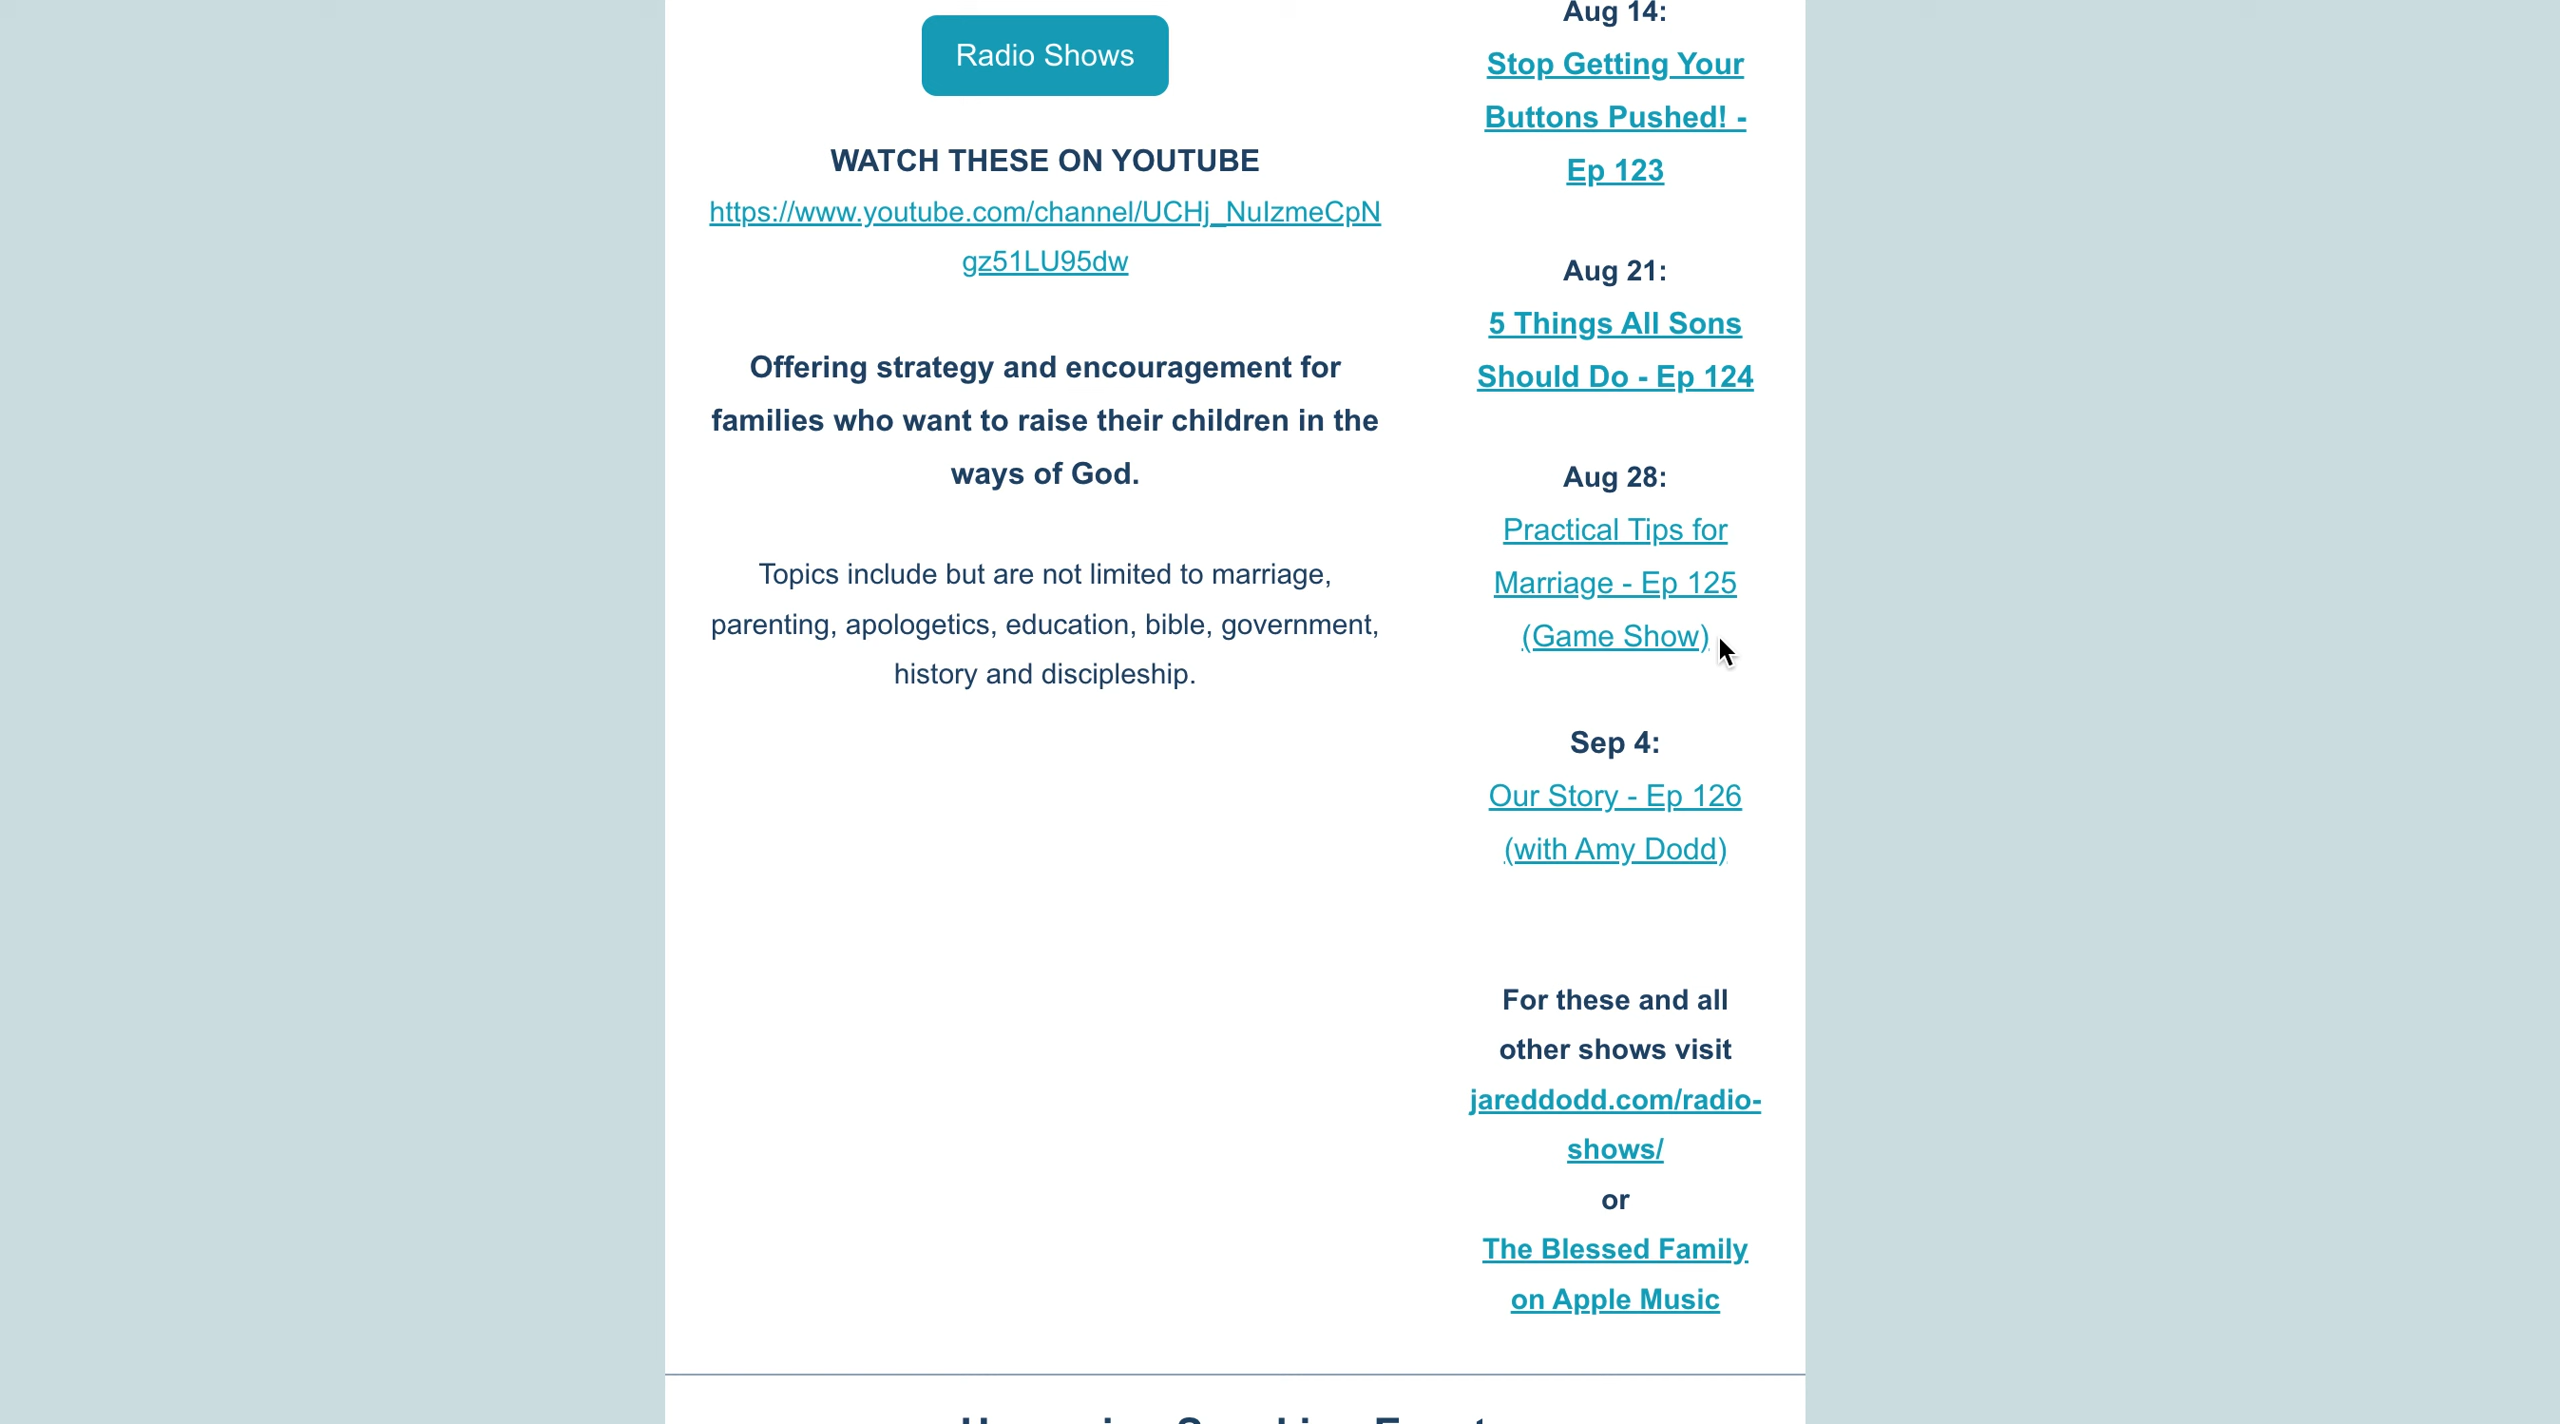 Radio Shows
WATCH THESE ON YOUTUBE
https://www.youtube.com/channel/UCHj_NuIzmeCpN
gz51LU95dw
Offering strategy and encouragement for
families who want to raise their children in the
ways of God.
Topics include but are not limited to marriage,
parenting, apologetics, education, bible, government,
history and discipleship.
Aug 14:
Stop Getting Your
Buttons Pushed! -
Ep 123
Aug 21:
5 Things All Sons
Should Do - Ep 124
Aug 28:
Practical Tips for
Marriage - Ep 125
(Game Show)
Sep 4:
Our Story - Ep 126
(with Amy Dodd)
For these and all
other shows visit
jareddodd.com/radio-
shows/
or
The Blessed Family
on Apple Music